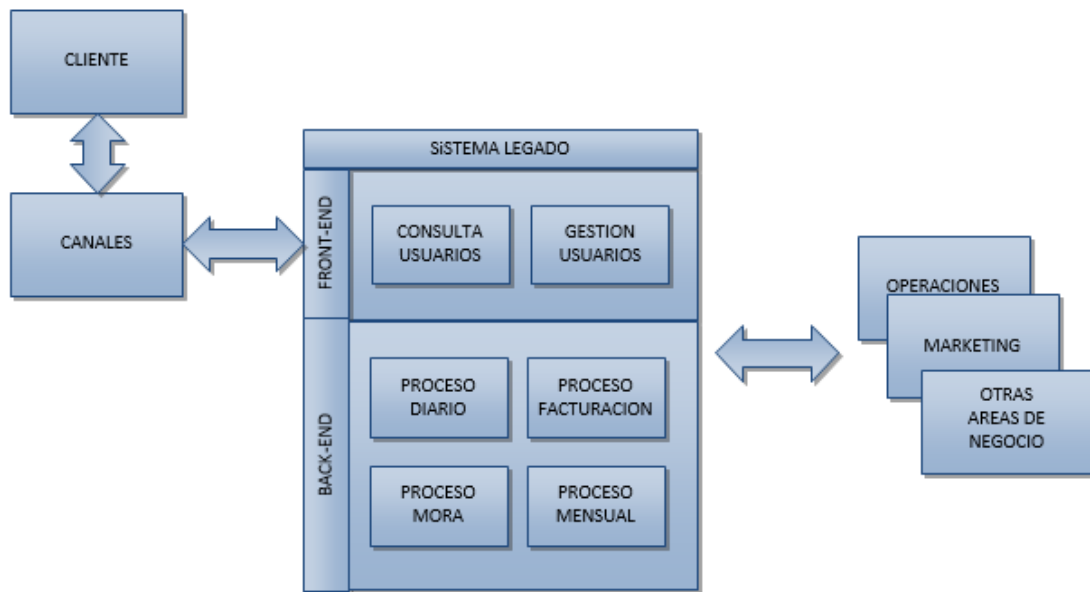 CLIENTE
CANALES
SiSTEMA LEGADO
FRONT-END
CONSULTA
USUARIOS
GESTION
USUARIOS
BACK-END
PROCESO
DIARIO
PROCESO
FACTURACION
PROCESO
MORA
PROCESO
MENSUAL
OPERACIONES
MARKETING
OTRAS
AREAS DE
NEGOCIO